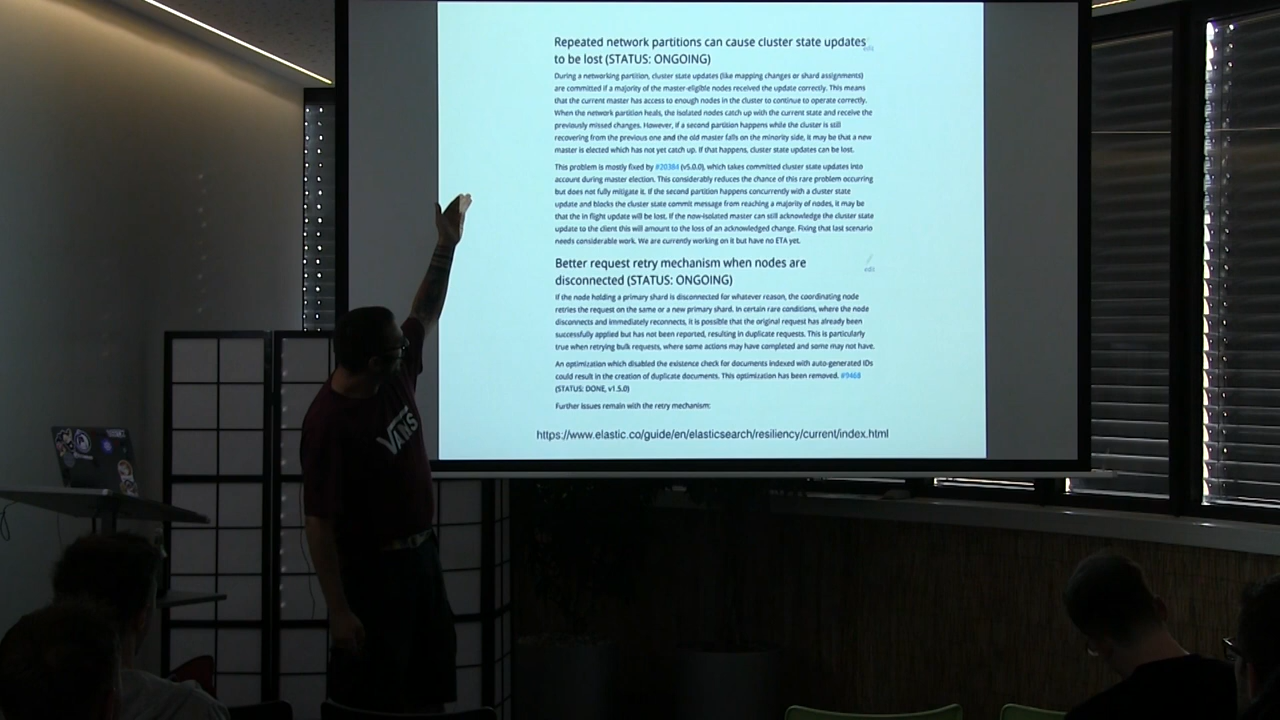 Repeated network partitions can cause cluster state updates
edit
to be lost (STATUS: ONGOING)
During a networking partition, cluster state updates (like mapping changes or shard assignments)
are committed if a majority of the master-eligible nodes received the update correctly. This means
that the current master has access to enough nodes in the cluster to continue to operate correctly.
When the network partition heals, the isolated nodes catch up with the current state and receive the
previously missed changes. However, if a second partition happens while the cluster is still
recovering from the previous one and the old master falls on the minority side, it may be that a new
master is elected which has not yet catch up. If that happens, cluster state updates can be lost.
This problem is mostly fixed by #20384 (v5.0.0), which takes committed cluster state updates into
account during master election. This considerably reduces the chance of this rare problem occurring
but does not fully mitigate it. If the second partition happens concurrently with a cluster state
update and blocks the cluster state commit message from reaching a majority of nodes, it may be
that the in flight update will be lost. If the now-isolated master can still acknowledge the cluster state
update to the client this will amount to the loss of an acknowledged change. Fixing that last scenario
needs considerable work. We are currently working on it but have no ETA yet.
Better request retry mechanism when nodes are
edit
disconnected (STATUS: ONGOING)
If the node holding a primary shard is disconnected for whatever reason, the coordinating node
retries the request on the same or a new primary shard. In certain rare conditions, where the node
disconnects and immediately reconnects, it is possible that the original request has already been
successfully applied but has not been reported, resulting in duplicate requests. This is particularly
true when retrying bulk requests, where some actions may have completed and some may not have.
An optimization which disabled the existence check for documents indexed with auto-generated IDs
could result in the creation of duplicate documents. This optimization has been removed. #9468
(STATUS: DONE, v1.5.0)
Further issues remain with the retry mechanism:
https://www.elastic.co/guide/en/elasticsearch/resiliency/current/index.html
VANS